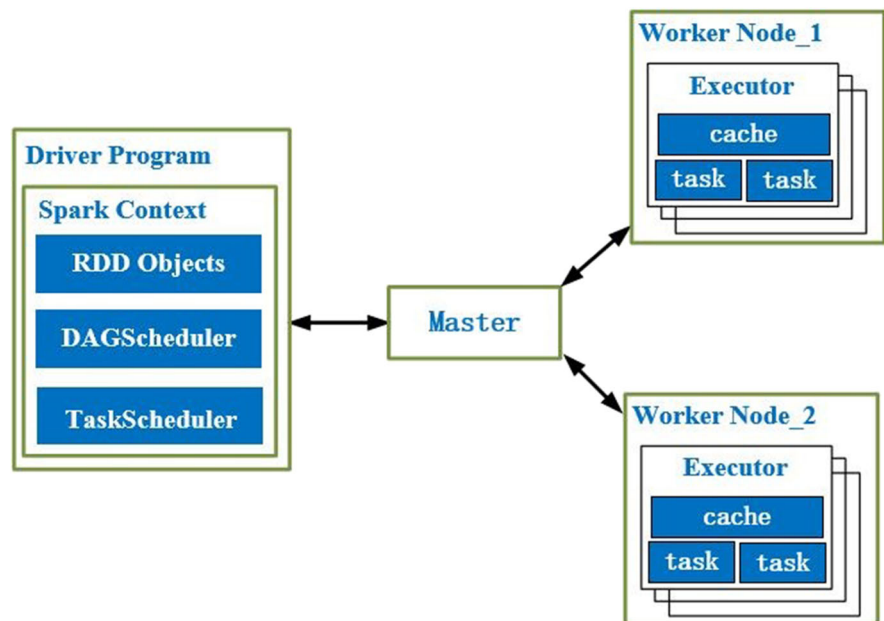 Driver Program
Spark Context
RDD Objects
DAGScheduler
TaskScheduler
Master
Worker Node_1
Executor
cache
task task
Worker Node_2
Executor
cache
task task